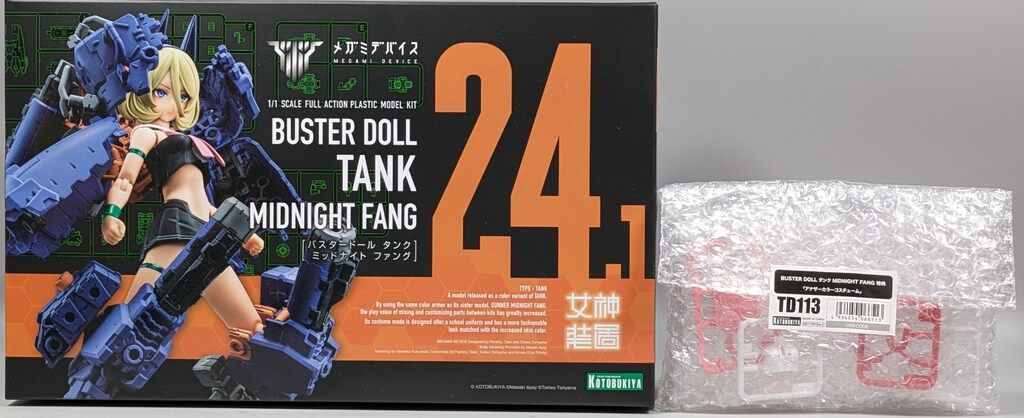 メガミデバイス
MEGAMI DEVICE
1/1 SCALE FULL ACTION PLASTIC MODEL KIT
BUSTER DOLL
TANK
MIDNIGHT FANG
[バスタードール タンク
ミッドナイト ファング]
24.1
TYPE : TANK
A model released as a color variant of TANK.
By using the same color armor as its sister model, GUNNER MIDNIGHT FANG,
the play value of mixing and customizing parts between kits has greatly increased.
Its costume mode is designed after a school uniform and has a more fashionable
look matched with the increased skin color.
女神
装置
KOTOBUKIYA
© KOTOBUKIYA ©Masaki Apsy ©Toriwo Toriyama
BUSTER DOLL タンク MIDNIGHT FANG 特典
「アナザーカラーコスチューム」
TD113
KOTOBUKIYA
JAN CODE